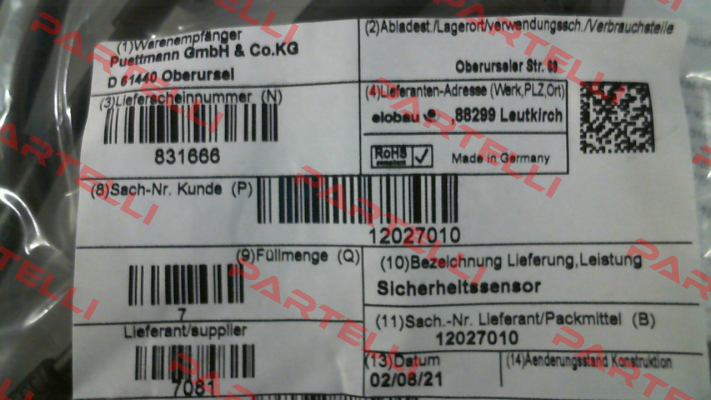 (1)Warenempfänger
Puettmann GmbH & Co.KG
D 61440 Oberursel
(2)Abladest./Lagerort/verwendungssch./Verbrauchstelle
Oberurseler Str. 69
(3)Lieferscheinnummer (N)
831666
(4)Lieferanten-Adresse (Werk,PLZ,Ort)
elobau 88299 Leutkirch
RoHS
Made in Germany
(8)Sach-Nr. Kunde (P)
12027010
(9)Füllmenge (Q)
7
(10)Bezeichnung Lieferung,Leistung
Sicherheitssensor
Lieferant/supplier
7081
(11)Sach.-Nr. Lieferant/Packmittel (B)
12027010
(13)Datum
02/06/21
(14)Aenderungsstand Konstruktion
PARTELLI